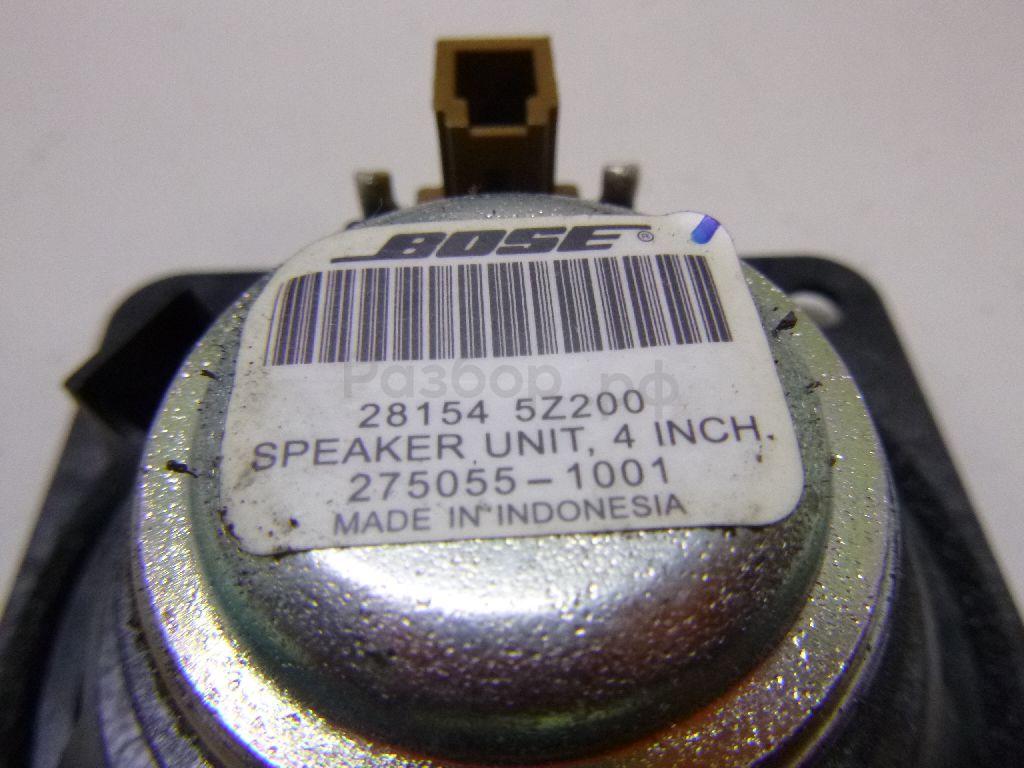 BOSE®
Разбор.рф
28154 5Z200
SPEAKER UNIT, 4 INCH.
275055-1001
MADE IN INDONESIA